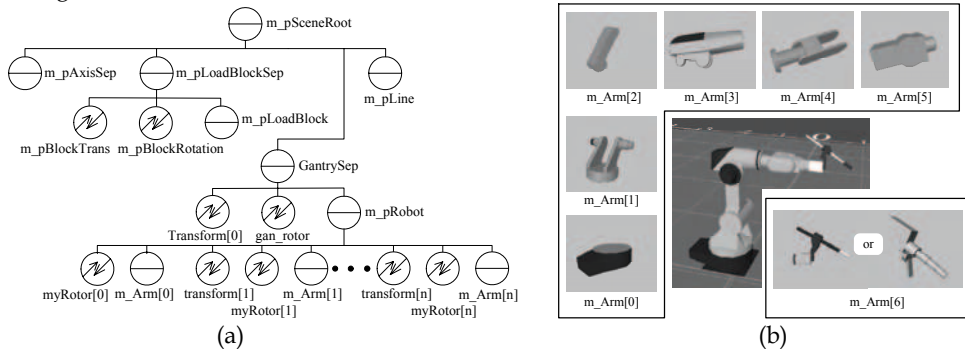 m_pSceneRoot
m_pAxisSep
m_pLoadBlockSep
m_pLine
m_pBlockTrans
m_pBlockRotation
m_pLoadBlock
GantrySep
Transform[0]
gan_rotor
m_pRobot
myRotor[0]
m_Arm[0]
transform[1]
myRotor[1]
m_Arm[1]
transform[n]
myRotor[n]
m_Arm[n]
(a)
m_Arm[2]
m_Arm[3]
m_Arm[4]
m_Arm[5]
m_Arm[1]
m_Arm[0]
or
m_Arm[6]
(b)